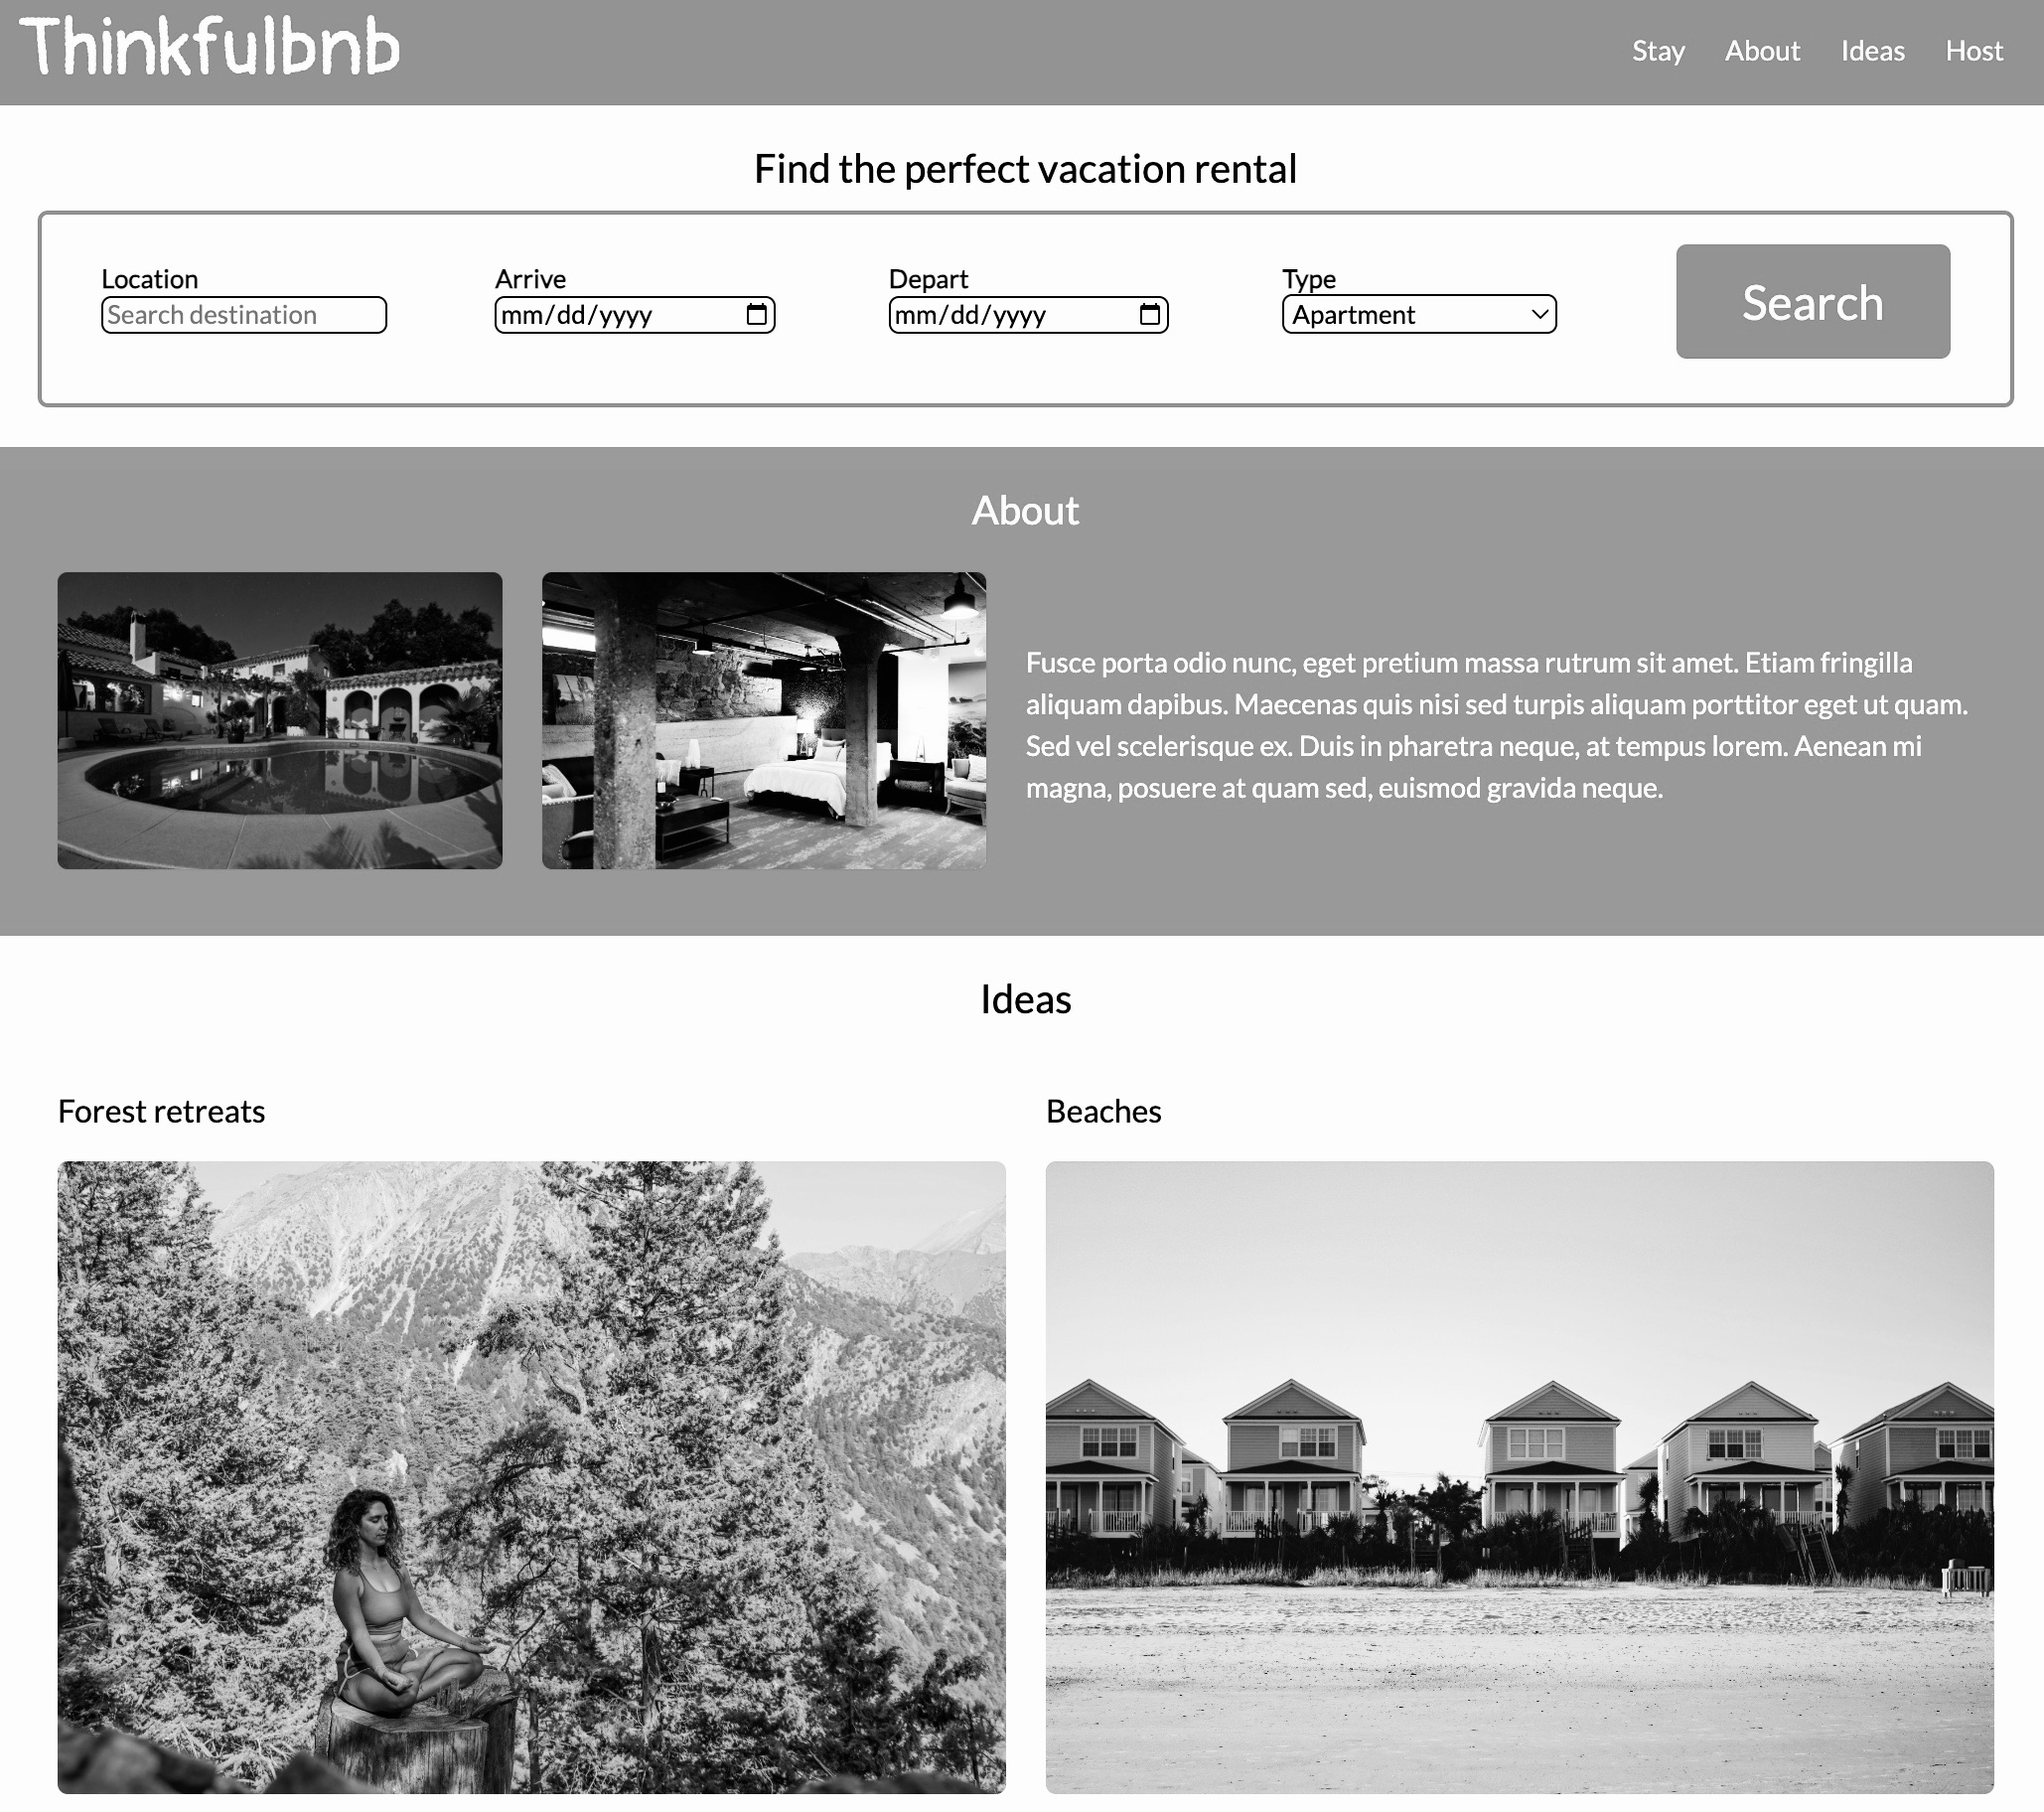 Thinkfulbnb
Stay About Ideas Host
Find the perfect vacation rental
Location Arrive Depart Type
Search destination mm/dd/yyyy mm/dd/yyyy Apartment Search
About
Fusce porta odio nunc, eget pretium massa rutrum sit amet. Etiam fringilla
aliquam dapibus. Maecenas quis nisi sed turpis aliquam porttitor eget ut quam.
Sed vel scelerisque ex. Duis in pharetra neque, at tempus lorem. Aenean mi
magna, posuere at quam sed, euismod gravida neque.
Ideas
Forest retreats
Beaches